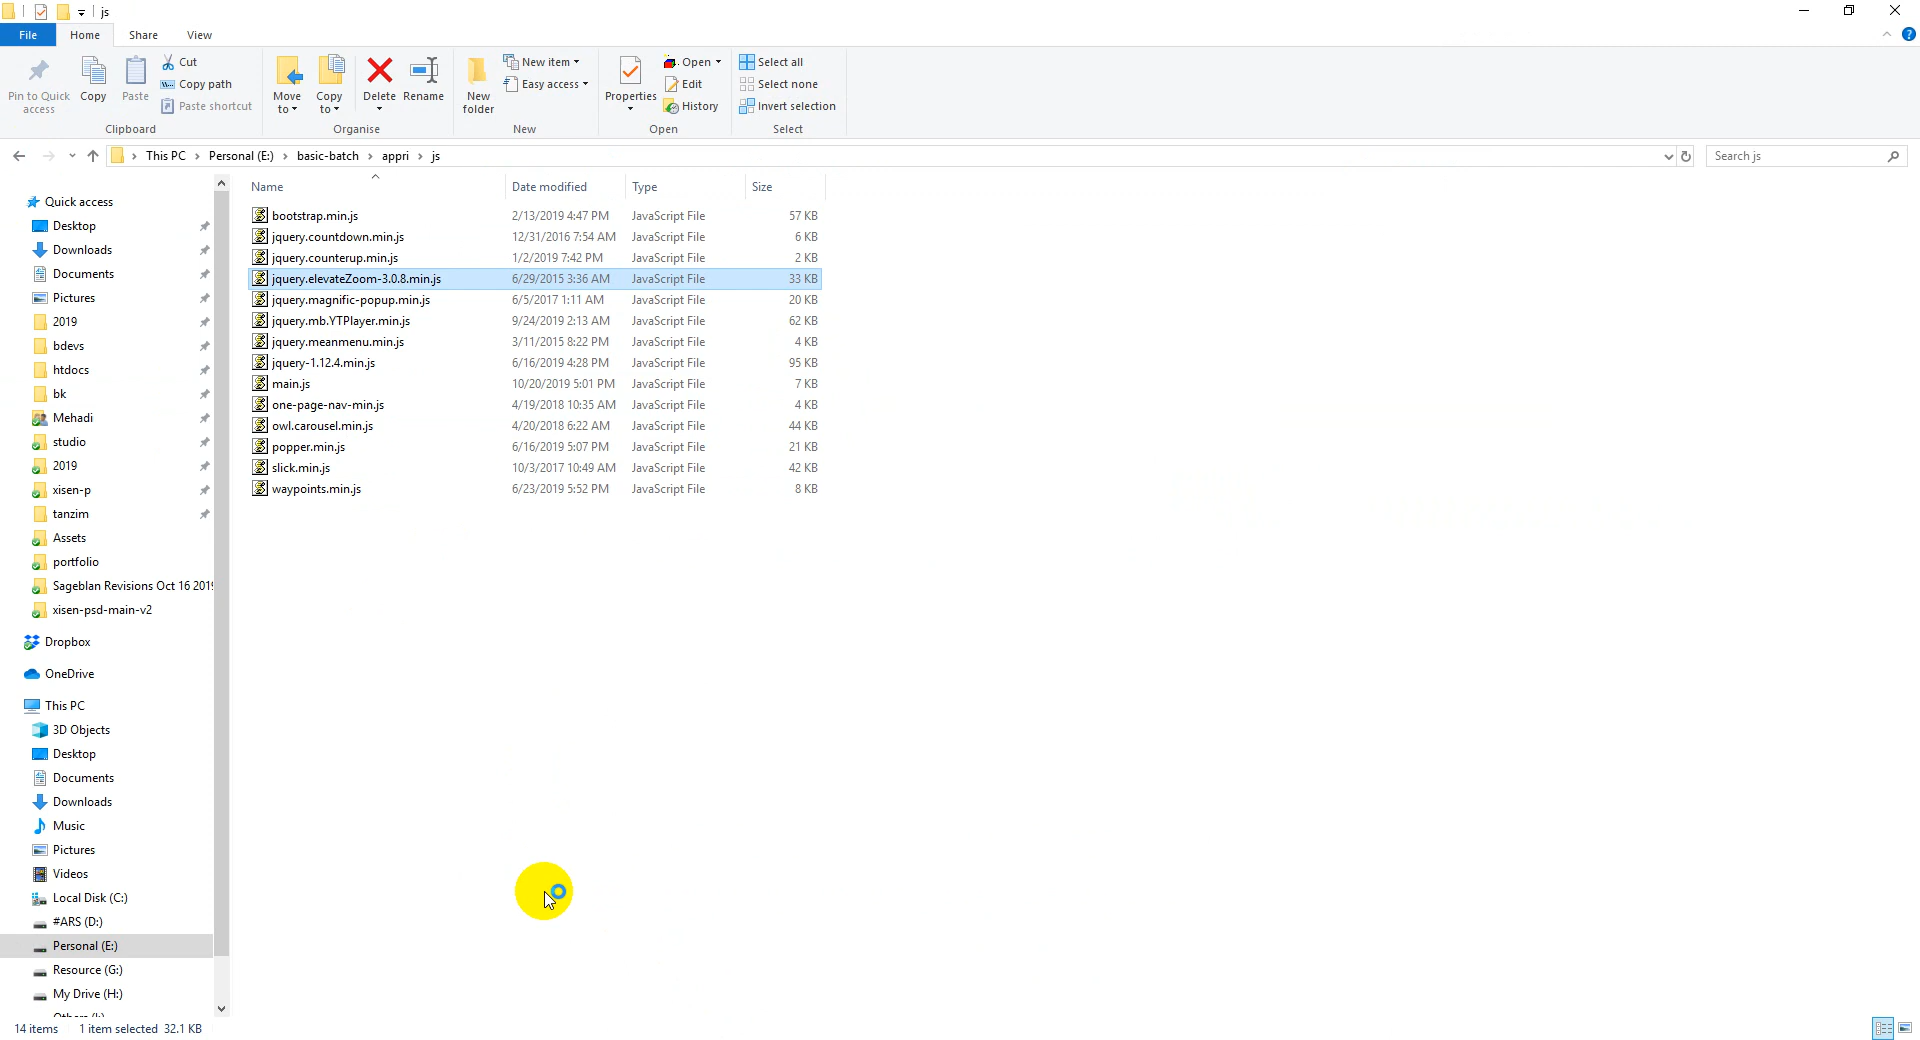 js
File Home Share View
Pin to Quick access
Copy
Paste
Cut
Copy path
Paste shortcut
Clipboard
Move to
Copy to
Delete
Rename
Organise
New folder
New item
Easy access
New
Properties
Open
Edit
History
Open
Select all
Select none
Invert selection
Select
This PC › Personal (E:) › basic-batch › appri › js
Search js
Quick access
Desktop
Downloads
Documents
Pictures
2019
bdevs
htdocs
bk
Mehadi
studio
2019
xisen-p
tanzim
Assets
portfolio
Sageblan Revisions Oct 16 2019
xisen-psd-main-v2
Dropbox
OneDrive
This PC
3D Objects
Desktop
Documents
Downloads
Music
Pictures
Videos
Local Disk (C:)
#ARS (D:)
Personal (E:)
Resource (G:)
My Drive (H:)
Name Date modified Type Size
bootstrap.min.js 2/13/2019 4:47 PM JavaScript File 57 KB
jquery.countdown.min.js 12/31/2016 7:54 AM JavaScript File 6 KB
jquery.counterup.min.js 1/2/2019 7:42 PM JavaScript File 2 KB
jquery.elevateZoom-3.0.8.min.js 6/29/2015 3:36 AM JavaScript File 33 KB
jquery.magnific-popup.min.js 6/5/2017 1:11 AM JavaScript File 20 KB
jquery.mb.YTPlayer.min.js 9/24/2019 2:13 AM JavaScript File 62 KB
jquery.meanmenu.min.js 3/11/2015 8:22 PM JavaScript File 4 KB
jquery-1.12.4.min.js 6/16/2019 4:28 PM JavaScript File 95 KB
main.js 10/20/2019 5:01 PM JavaScript File 7 KB
one-page-nav-min.js 4/19/2018 10:35 AM JavaScript File 4 KB
owl.carousel.min.js 4/20/2018 6:22 AM JavaScript File 44 KB
popper.min.js 6/16/2019 5:07 PM JavaScript File 21 KB
slick.min.js 10/3/2017 10:49 AM JavaScript File 42 KB
waypoints.min.js 6/23/2019 5:52 PM JavaScript File 8 KB
14 items 1 item selected 32.1 KB